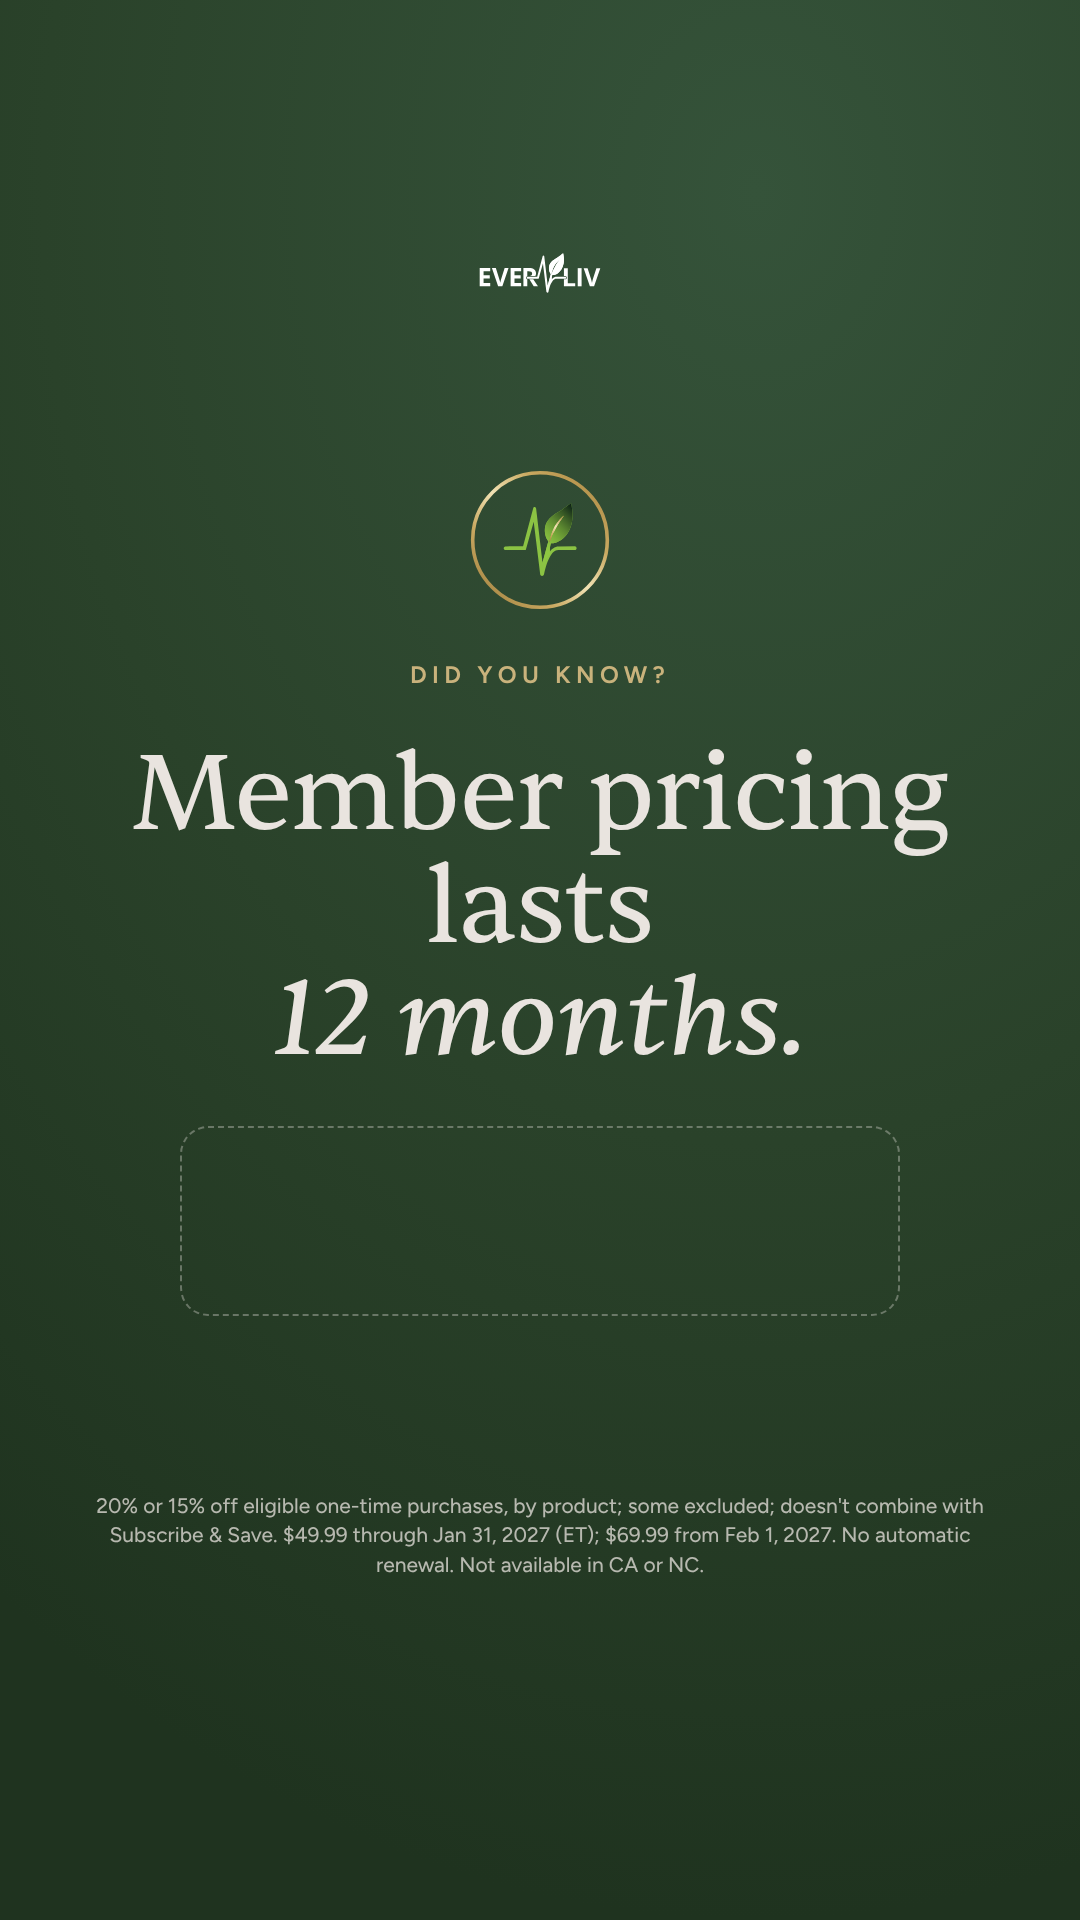 EVER LIV
DID YOU KNOW?
Member pricing
lasts
12 months.
20% or 15% off eligible one-time purchases, by product; some excluded; doesn't combine with
Subscribe & Save. $49.99 through Jan 31, 2027 (ET); $69.99 from Feb 1, 2027. No automatic
renewal. Not available in CA or NC.